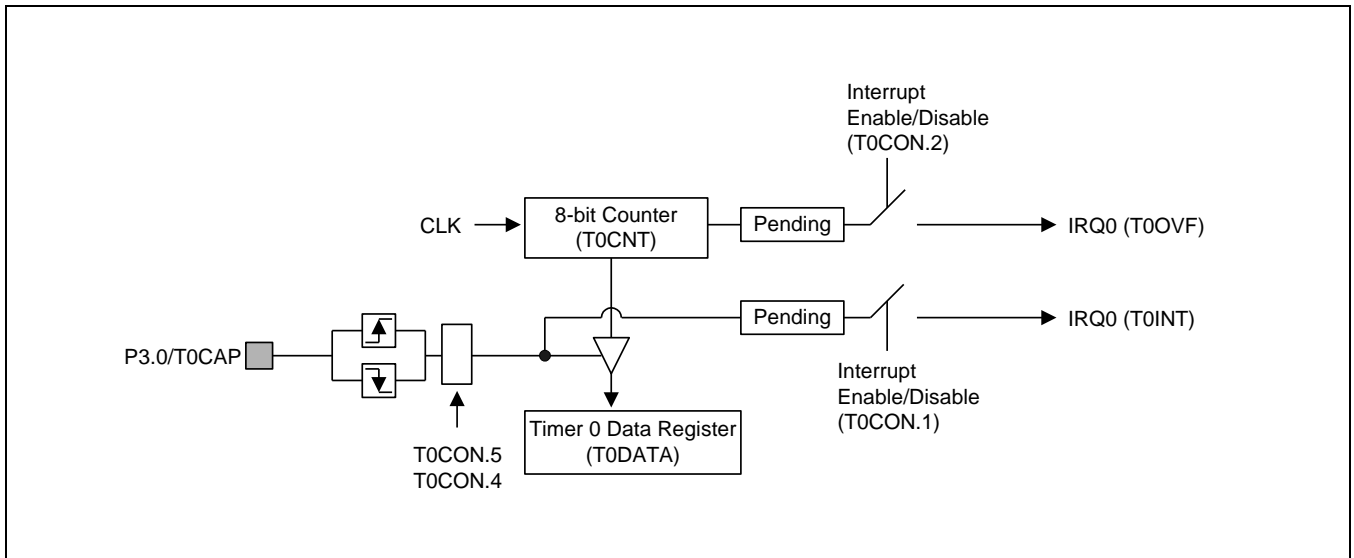 Interrupt
Enable/Disable
(T0CON.2)
CLK
8-bit Counter
(T0CNT)
Pending
IRQ0 (T0OVF)
Pending
IRQ0 (T0INT)
P3.0/T0CAP
Interrupt
Enable/Disable
(T0CON.1)
Timer 0 Data Register
(T0DATA)
T0CON.5
T0CON.4